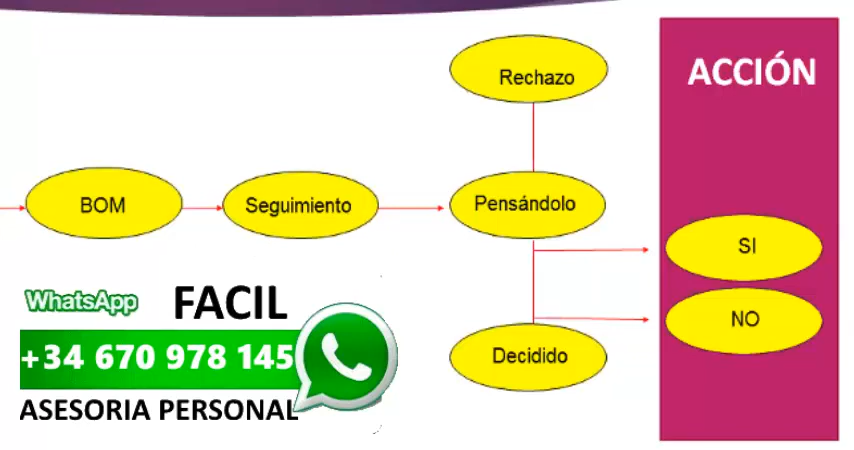 Rechazo
ACCIÓN
BOM
Seguimiento
Pensándolo
SI
NO
Decidido
WhatsApp
FACIL
+34 670 978 145
ASESORIA PERSONAL